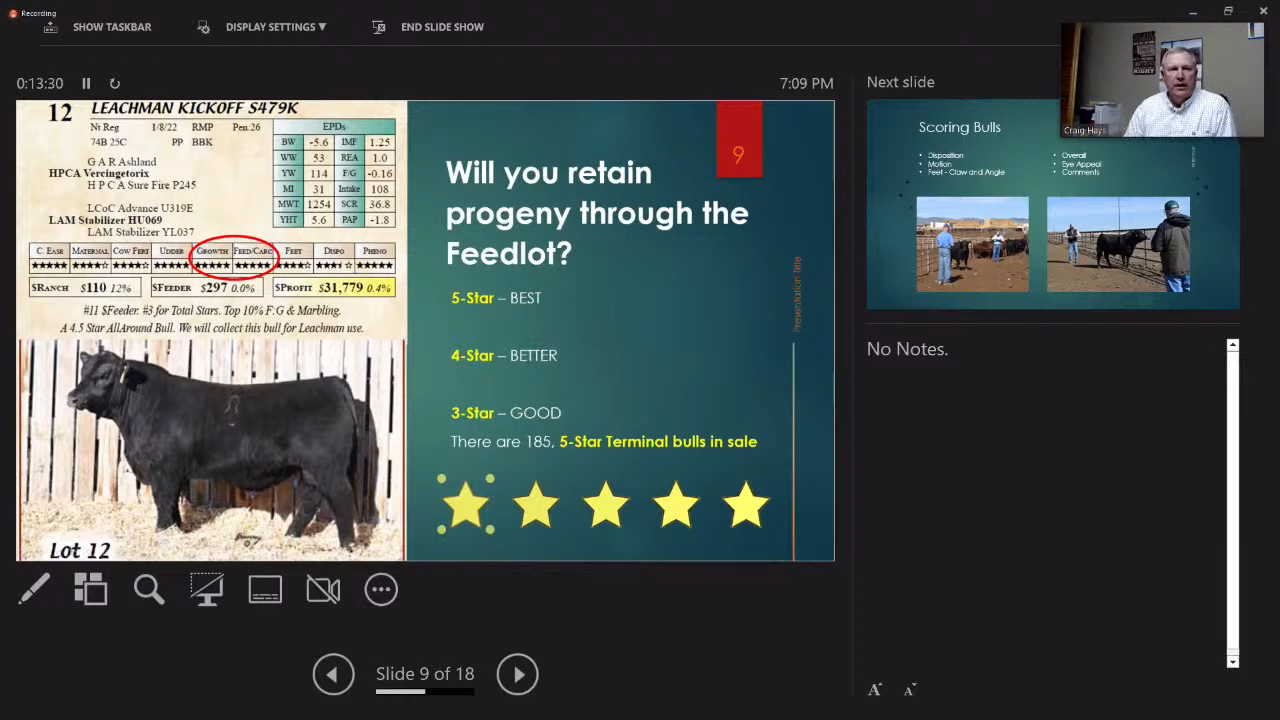 Recording
SHOW TASKBAR
DISPLAY SETTINGS ▼
END SLIDE SHOW
0:13:30
7:09 PM
12 LEACHMAN KICKOFF S479K
Nt Reg 1/8/22 RMP Pen:26
74B 25C PP BBK
G A R Ashland
HPCA Vercingetorix
H P C A Sure Fire P245
LCoC Advance U319E
LAM Stabilizer HU069
LAM Stabilizer YL037
EPDs
BW -5.6 IMF 1.25
WW 53 REA 1.0
YW 114 F/G -0.16
MI 31 Intake 108
MWT 1254 SCR 36.8
YHT 5.6 PAP -1.8
C. EASE MATERNAL COW FERT UDDER GROWTH FEED/CARC FEET DISPO PHENO
★★★★★ ★★★★☆ ★★★★☆ ★★★★★ ★★★★★ ★★★★★ ★★★★☆ ★★★★☆ ★★★★★
$RANCH $110 12% $FEEDER $297 0.0% $PROFIT $31,779 0.4%
#11 $Feeder. #3 for Total Stars. Top 10% F:G & Marbling.
A 4.5 Star AllAround Bull. We will collect this bull for Leachman use.
Lot 12
9
Will you retain
progeny through the
Feedlot?
5-Star – BEST
4-Star – BETTER
3-Star – GOOD
There are 185, 5-Star Terminal bulls in sale
Presentation Title
Slide 9 of 18
Craig Hays
Next slide
Scoring Bulls
• Disposition
• Motion
• Feet - Claw and Angle
• Overall
• Eye Appeal
• Comments
No Notes.
A A